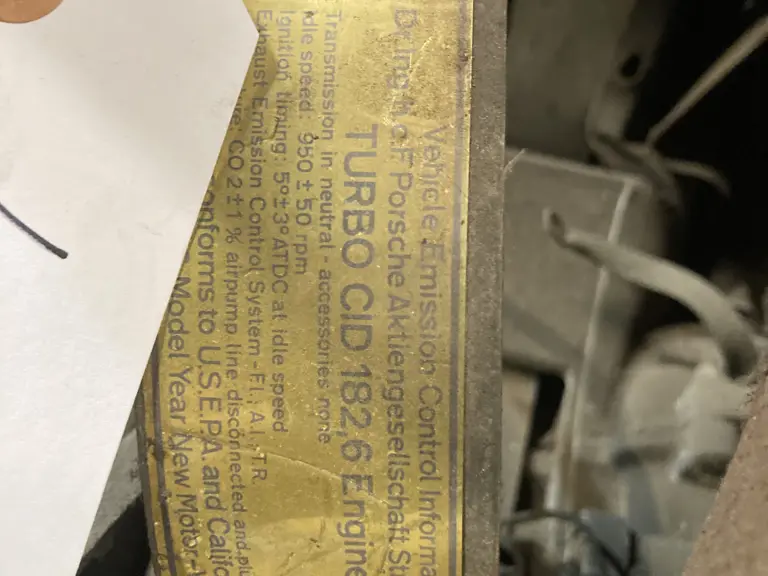 Vehicle Emission Control Informa
Dr. Ing. h.c. F Porsche Aktiengesellschaft St
TURBO CID 182,6 Engine
Transmission in neutral - accessories none
Idle speed: 950 ± 50 rpm
Ignition timing: 5°±3° ATDC at idle speed
Exhaust Emission Control System - F.I., A.I., T.R.
CO 2±1 % airpump line disconnected and plu
onforms to U.S.E.P.A. and Califo
Model Year New Motor-